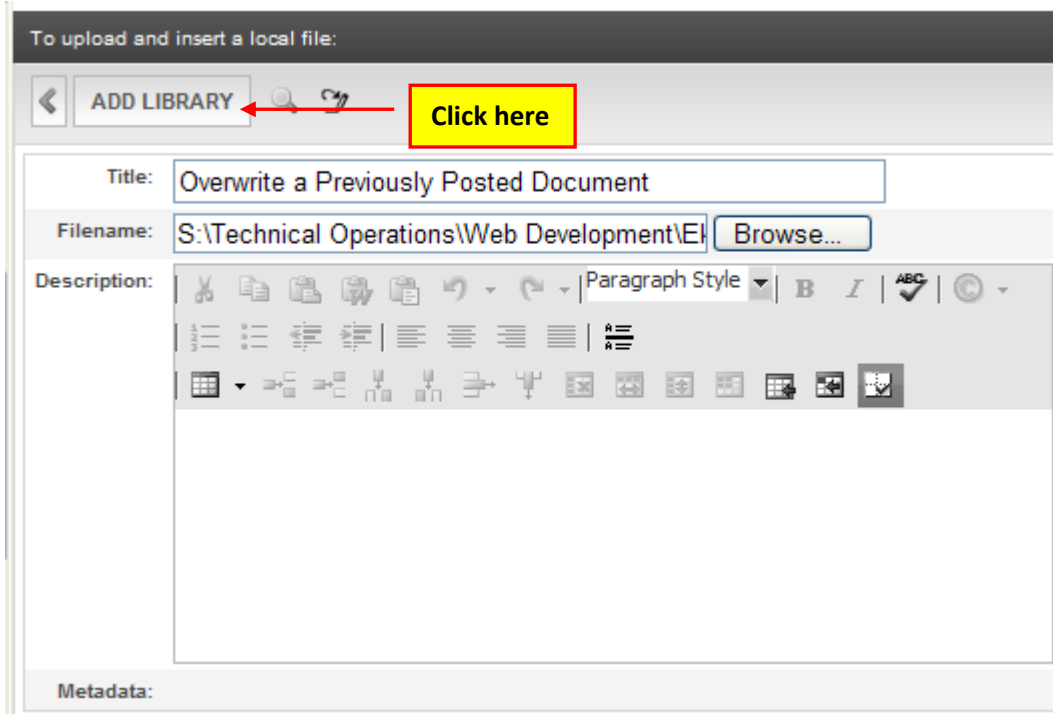 To upload and insert a local file:
ADD LIBRARY
Click here
Title: Overwrite a Previously Posted Document
Filename: S:\Technical Operations\Web Development\Ek Browse...
Description: Paragraph Style B I ABC ©
Metadata: